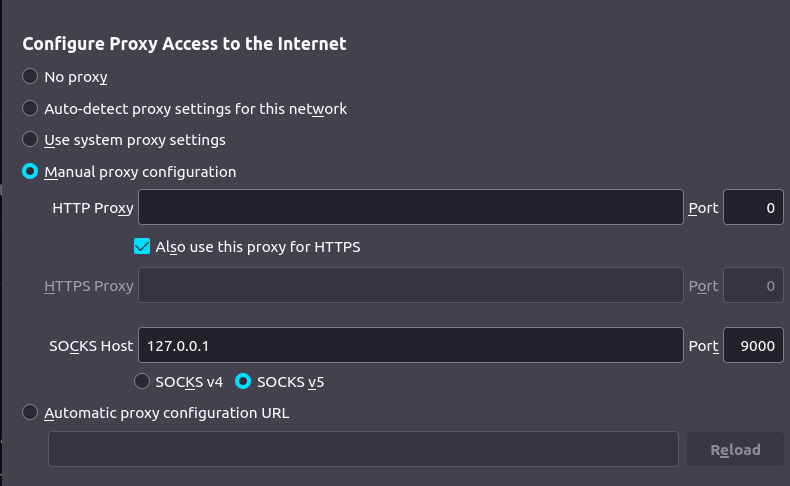 Configure Proxy Access to the Internet
No proxy
Auto-detect proxy settings for this network
Use system proxy settings
Manual proxy configuration
HTTP Proxy Port 0
Also use this proxy for HTTPS
HTTPS Proxy Port 0
SOCKS Host 127.0.0.1 Port 9000
SOCKS v4 SOCKS v5
Automatic proxy configuration URL
Reload